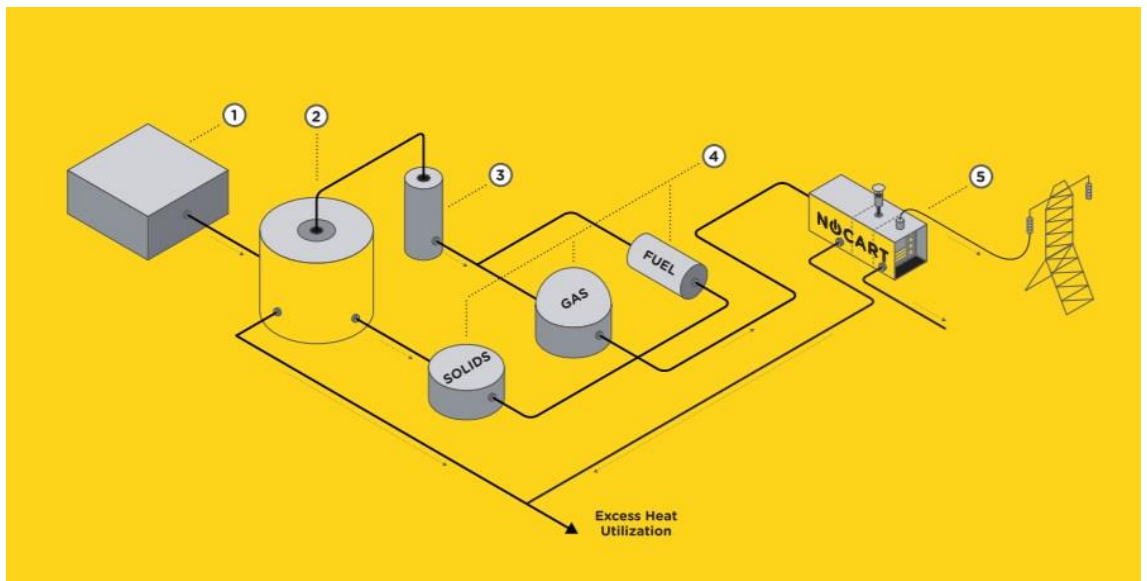 1
2
3
4
5
FUEL
GAS
SOLIDS
NOCART
Excess Heat
Utilization